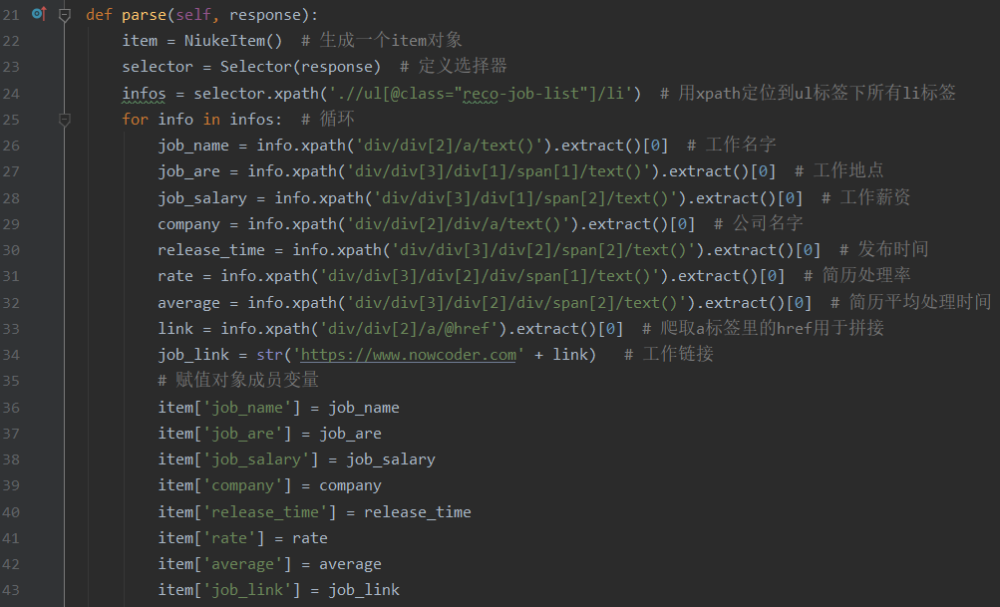 21 def parse(self, response):
22 item = NiukeItem()  # 生成一个item对象
23 selector = Selector(response)  # 定义选择器
24 infos = selector.xpath('.//ul[@class="reco-job-list"]/li')  # 用xpath定位到ul标签下所有li标签
25 for info in infos:  # 循环
26 job_name = info.xpath('div/div[2]/a/text()').extract()[0]  # 工作名字
27 job_are = info.xpath('div/div[3]/div[1]/span[1]/text()').extract()[0]  # 工作地点
28 job_salary = info.xpath('div/div[3]/div[1]/span[2]/text()').extract()[0]  # 工作薪资
29 company = info.xpath('div/div[2]/div/a/text()').extract()[0]  # 公司名字
30 release_time = info.xpath('div/div[3]/div[2]/span[2]/text()').extract()[0]  # 发布时间
31 rate = info.xpath('div/div[3]/div[2]/div/span[1]/text()').extract()[0]  # 简历处理率
32 average = info.xpath('div/div[3]/div[2]/div/span[2]/text()').extract()[0]  # 简历平均处理时间
33 link = info.xpath('div/div[2]/a/@href').extract()[0]  # 爬取a标签里的href用于拼接
34 job_link = str('https://www.nowcoder.com' + link)   # 工作链接
35 # 赋值对象成员变量
36 item['job_name'] = job_name
37 item['job_are'] = job_are
38 item['job_salary'] = job_salary
39 item['company'] = company
40 item['release_time'] = release_time
41 item['rate'] = rate
42 item['average'] = average
43 item['job_link'] = job_link